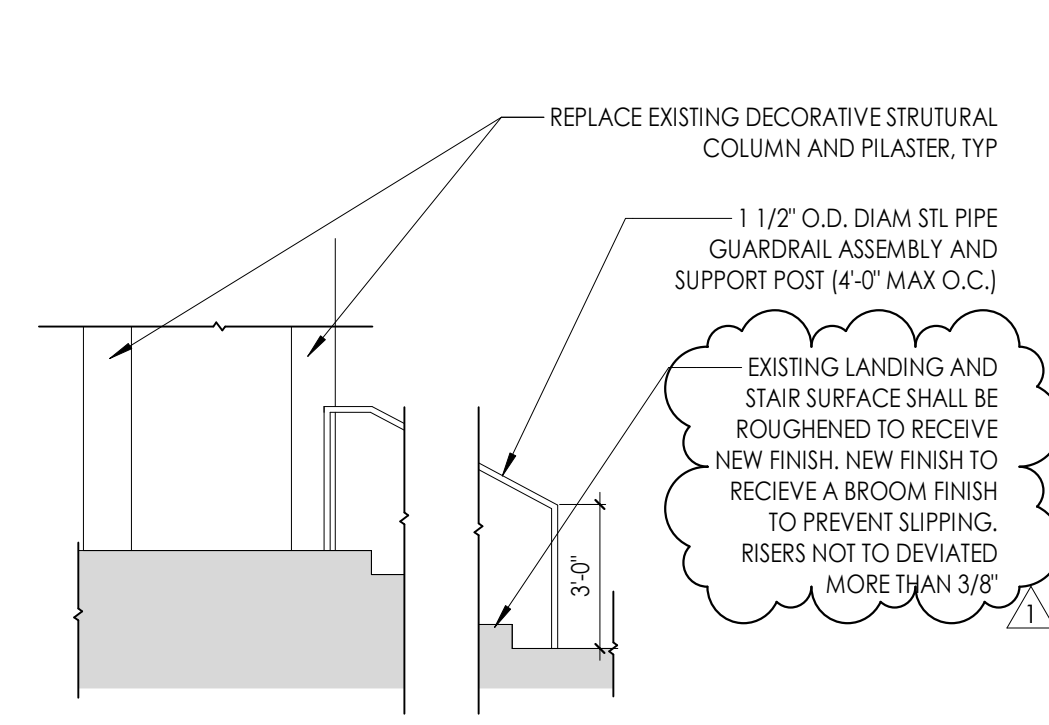 REPLACE EXISTING DECORATIVE STRUTURAL
COLUMN AND PILASTER, TYP
1 1/2" O.D. DIAM STL PIPE
GUARDRAIL ASSEMBLY AND
SUPPORT POST (4'-0" MAX O.C.)
EXISTING LANDING AND
STAIR SURFACE SHALL BE
ROUGHENED TO RECEIVE
NEW FINISH. NEW FINISH TO
RECIEVE A BROOM FINISH
TO PREVENT SLIPPING.
RISERS NOT TO DEVIATED
MORE THAN 3/8"
3'-0"
1